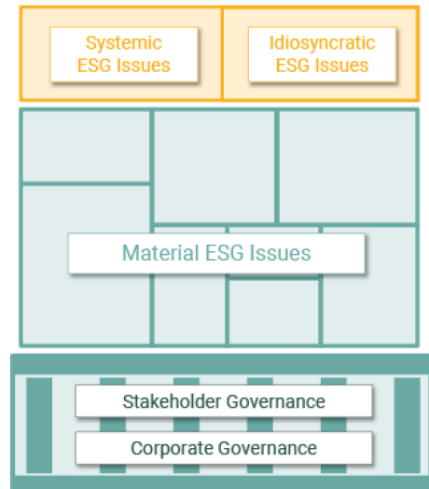 Systemic
ESG Issues
Idiosyncratic
ESG Issues
Material ESG Issues
Stakeholder Governance
Corporate Governance